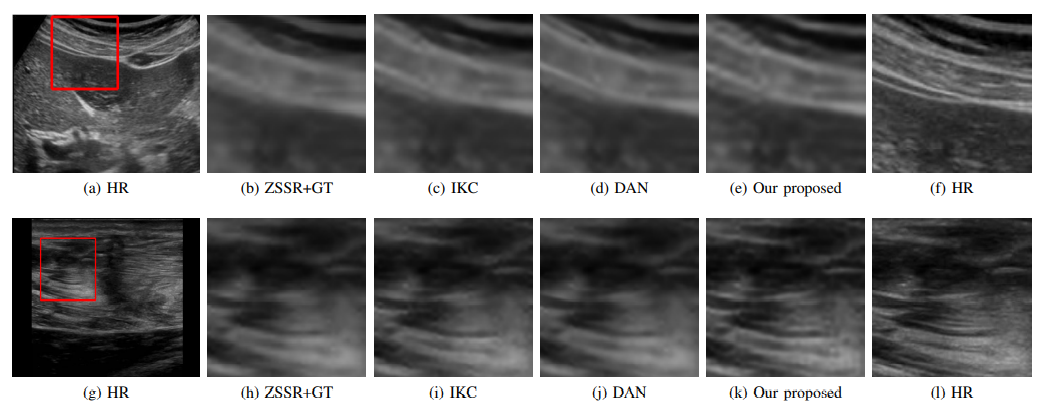 (a) HR (b) ZSSR+GT (c) IKC (d) DAN (e) Our proposed (f) HR
(g) HR (h) ZSSR+GT (i) IKC (j) DAN (k) Our proposed (l) HR